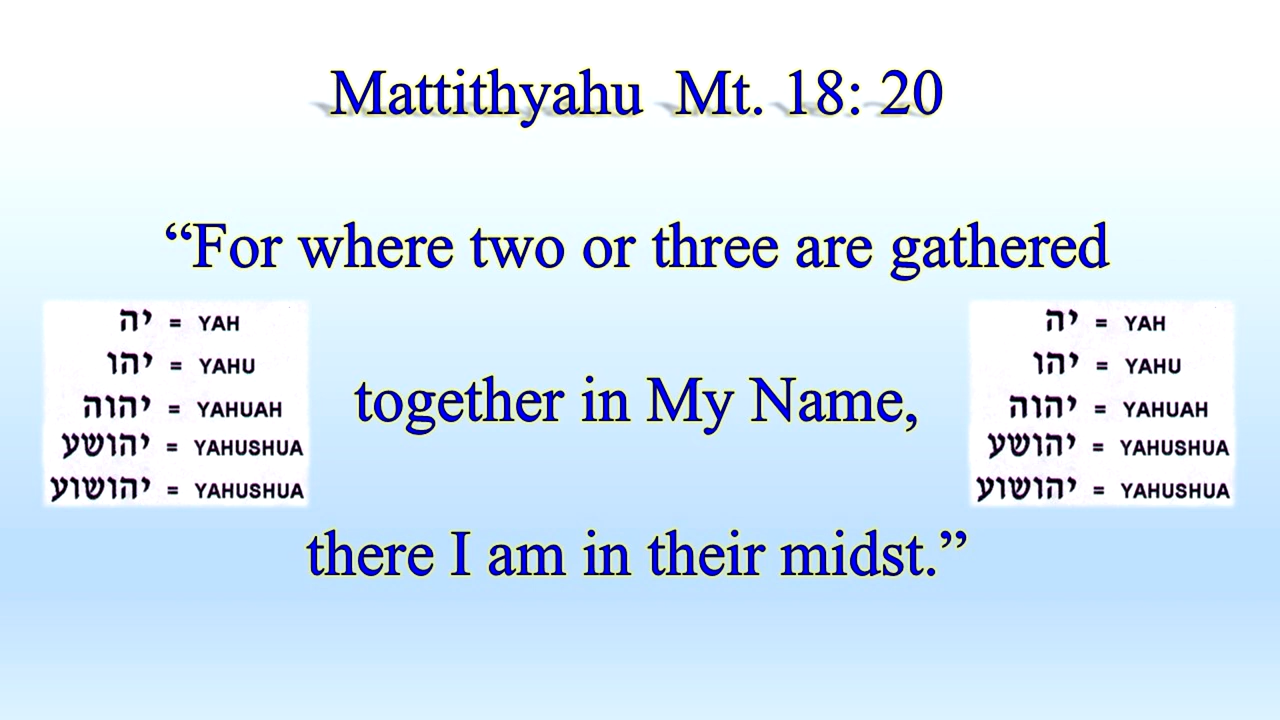 Mattithyahu Mt. 18: 20
“For where two or three are gathered
יה = YAH
יהו = YAHU
יהוה = YAHUAH
יהושע = YAHUSHUA
יהושוע = YAHUSHUA
together in My Name,
יה = YAH
יהו = YAHU
יהוה = YAHUAH
יהושע = YAHUSHUA
יהושוע = YAHUSHUA
there I am in their midst.”